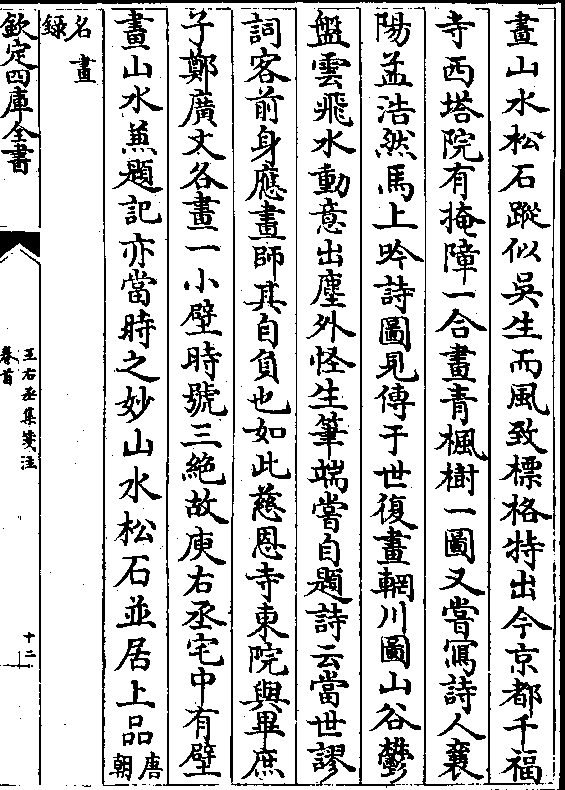 畫山水松石蹤似吳生而風致標格特出今京都千福
寺西塔院有掩障一合畫青楓樹一圖又嘗寫詩人襄
陽孟浩然馬上吟詩圖見傳于世復畫輞川圖山谷鬱
盤雲飛水動意出塵外怪生筆端嘗自題詩云當世謬
詞客前身應畫師其自負也如此慈恩寺東院與畢庶
子鄭廣文各畫一小壁時號三絶故庾右丞宅中有壁
畫山水兼題記亦當時之妙山水松石並居上品唐朝
名畫錄
欽定四庫全書
王右丞集箋注
卷首
十二